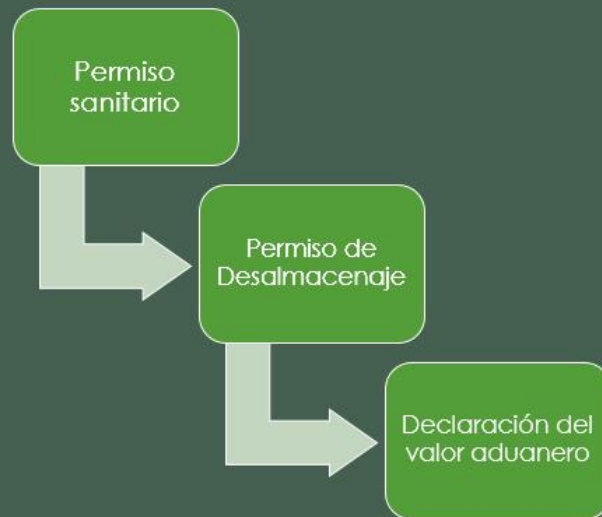 Permiso
sanitario
Permiso de
Desalmacenaje
Declaración del
valor aduanero